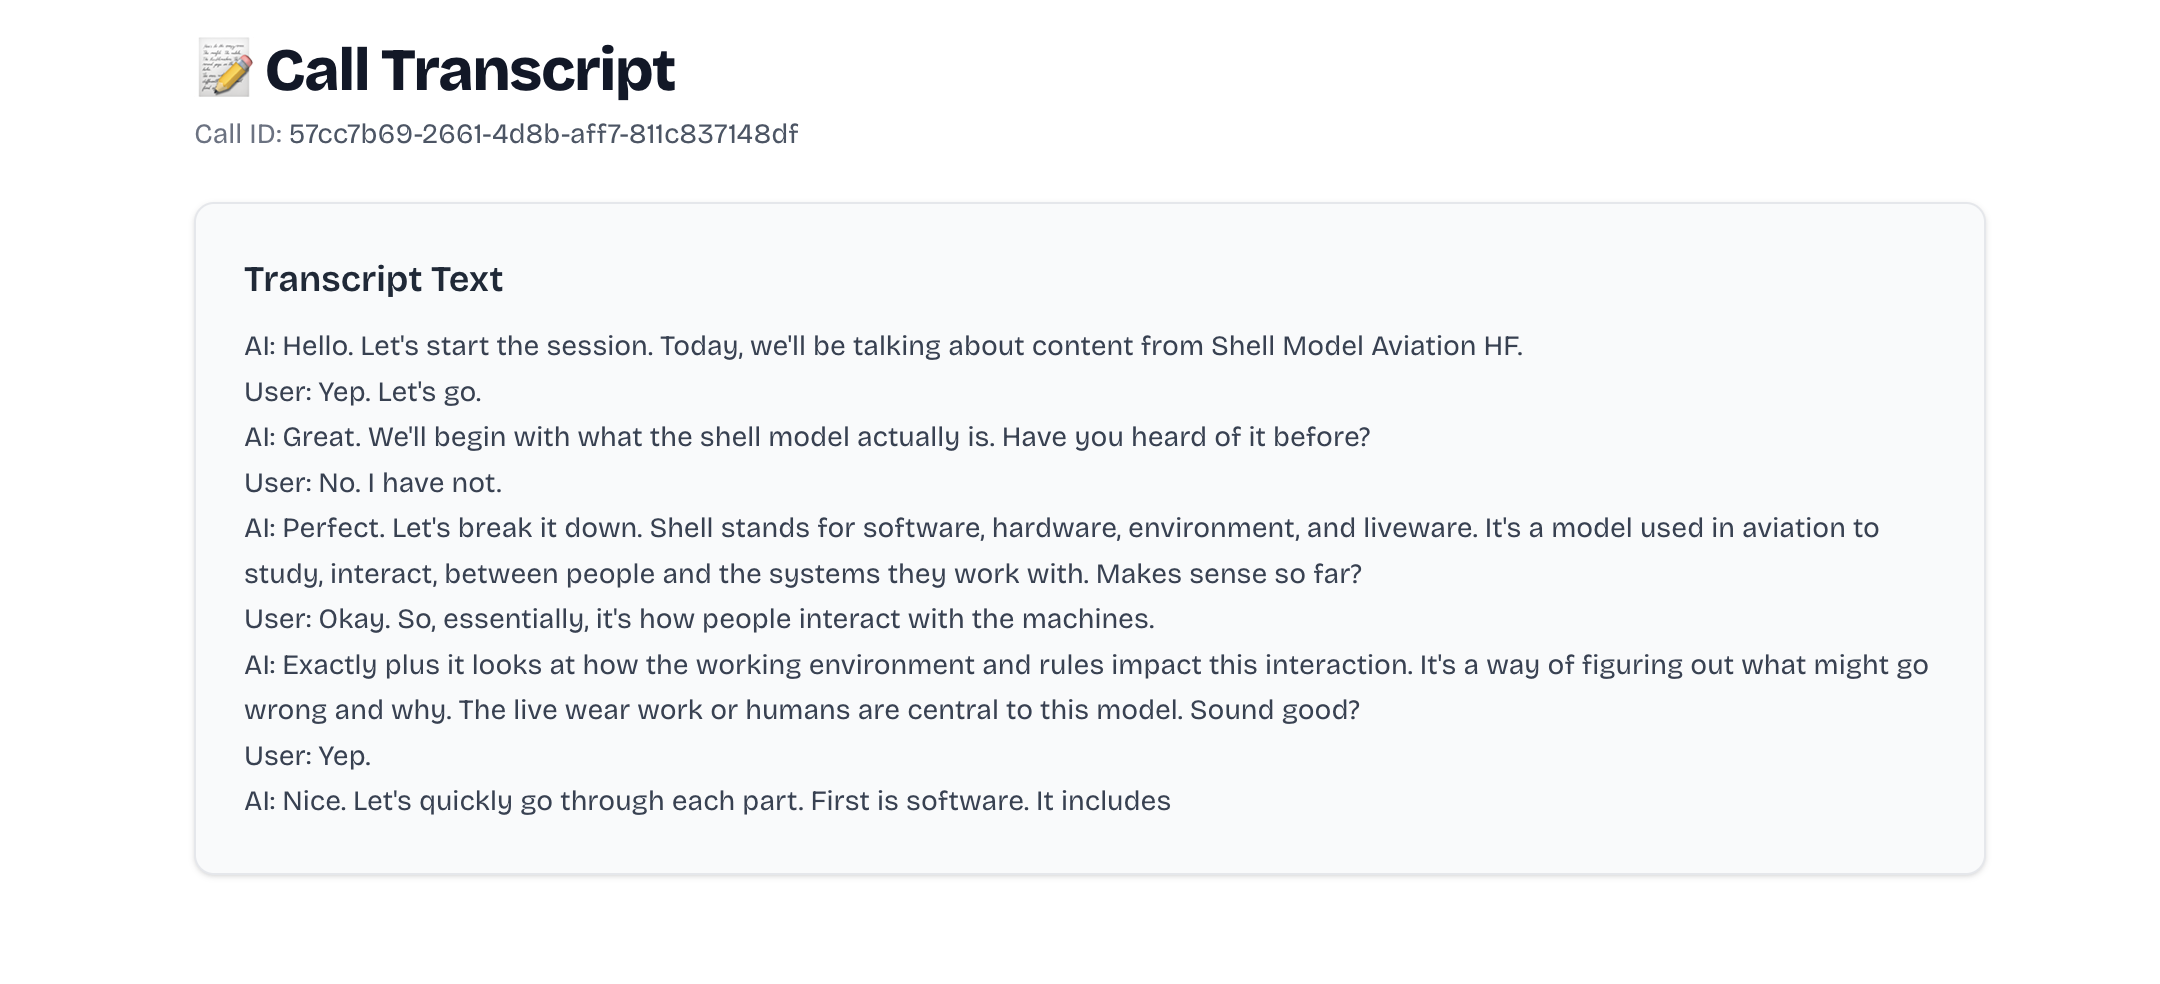 Call Transcript
Call ID: 57cc7b69-2661-4d8b-aff7-811c837148df
Transcript Text
AI: Hello. Let's start the session. Today, we'll be talking about content from Shell Model Aviation HF.
User: Yep. Let's go.
AI: Great. We'll begin with what the shell model actually is. Have you heard of it before?
User: No. I have not.
AI: Perfect. Let's break it down. Shell stands for software, hardware, environment, and liveware. It's a model used in aviation to
study, interact, between people and the systems they work with. Makes sense so far?
User: Okay. So, essentially, it's how people interact with the machines.
AI: Exactly plus it looks at how the working environment and rules impact this interaction. It's a way of figuring out what might go
wrong and why. The live wear work or humans are central to this model. Sound good?
User: Yep.
AI: Nice. Let's quickly go through each part. First is software. It includes